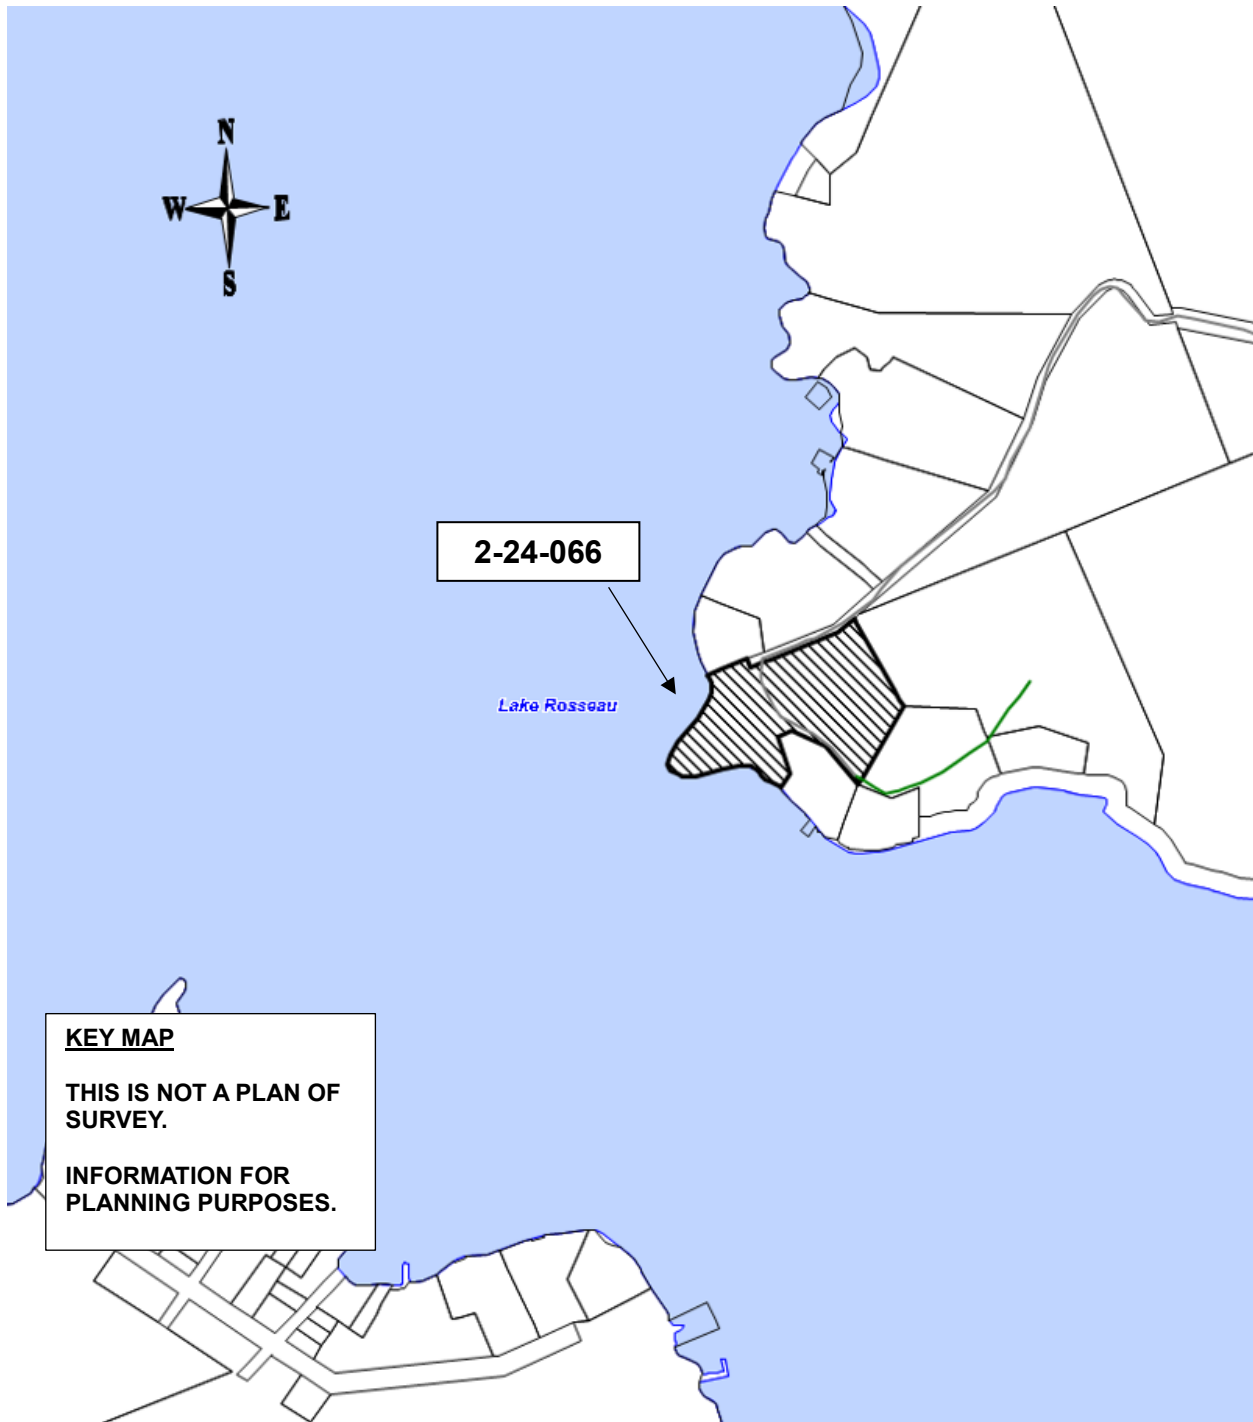 N
W E
S
2-24-066
Lake Rosseau
KEY MAP
THIS IS NOT A PLAN OF
SURVEY.
INFORMATION FOR
PLANNING PURPOSES.